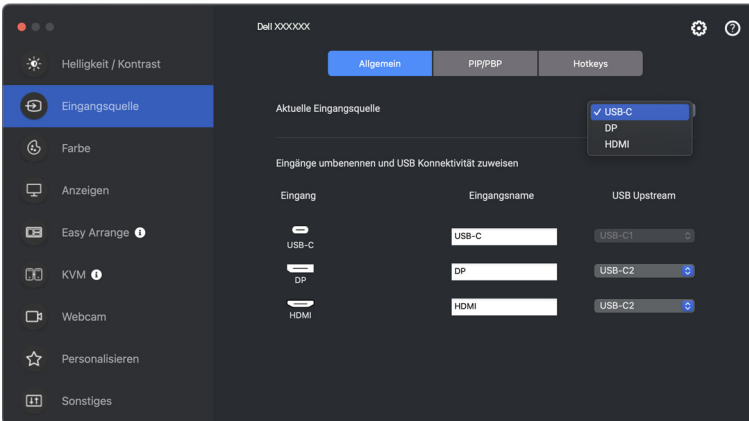 Dell XXXXXX
Helligkeit / Kontrast
Eingangsquelle
Farbe
Anzeigen
Easy Arrange
KVM
Webcam
Personalisieren
Sonstiges
Allgemein PIP/PBP Hotkeys
Aktuelle Eingangsquelle
✓ USB-C
DP
HDMI
Eingänge umbenennen und USB Konnektivität zuweisen
Eingang Eingangsname USB Upstream
USB-C USB-C USB-C1
DP DP USB-C2
HDMI HDMI USB-C2